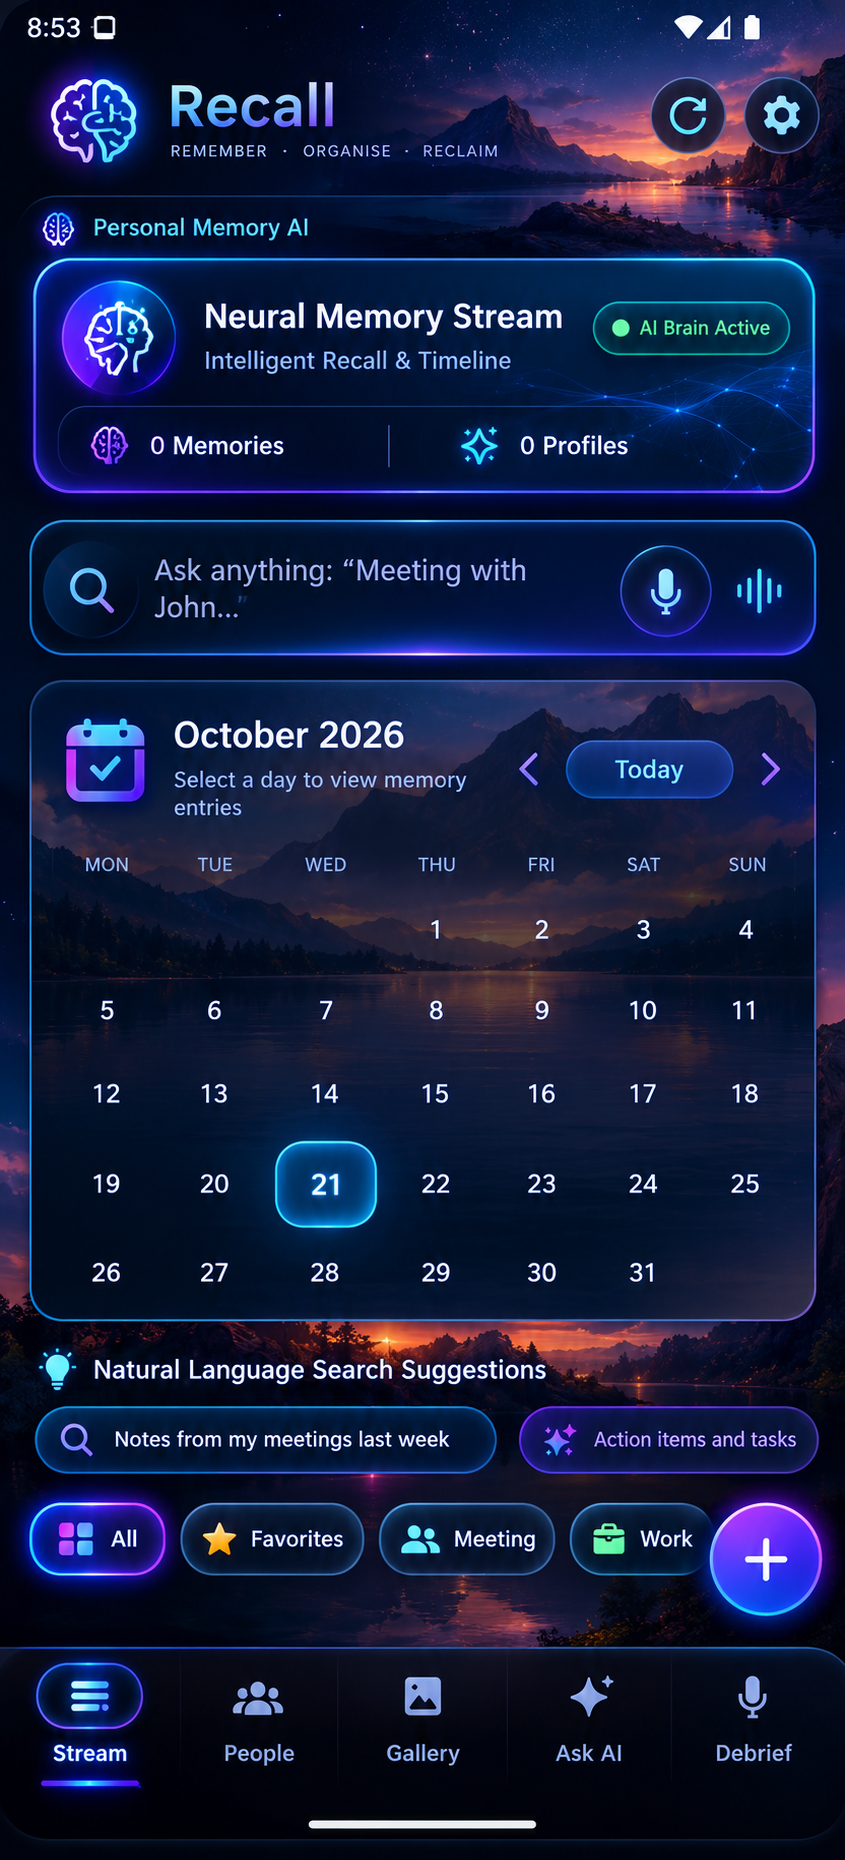 8:53
Recall
REMEMBER · ORGANISE · RECLAIM
Personal Memory AI
Neural Memory Stream
AI Brain Active
Intelligent Recall & Timeline
0 Memories
0 Profiles
Ask anything: “Meeting with
John...”
October 2026
Select a day to view memory
entries
Today
MON TUE WED THU FRI SAT SUN
1 2 3 4
5 6 7 8 9 10 11
12 13 14 15 16 17 18
19 20 21 22 23 24 25
26 27 28 29 30 31
Natural Language Search Suggestions
Notes from my meetings last week
Action items and tasks
All
Favorites
Meeting
Work
Stream
People
Gallery
Ask AI
Debrief